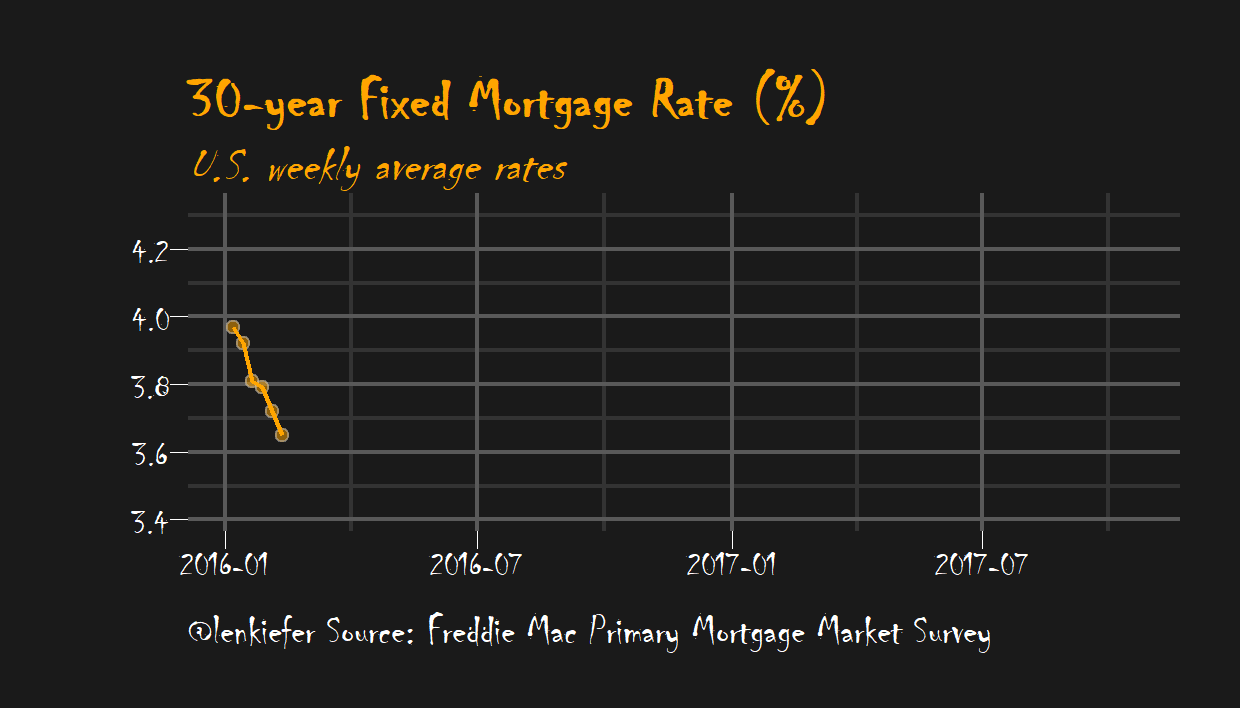 30-year Fixed Mortgage Rate (%)
U.S. weekly average rates
4.2
4.0
3.8
3.6
3.4
2016-01 2016-07 2017-01 2017-07
@lenkiefer Source: Freddie Mac Primary Mortgage Market Survey